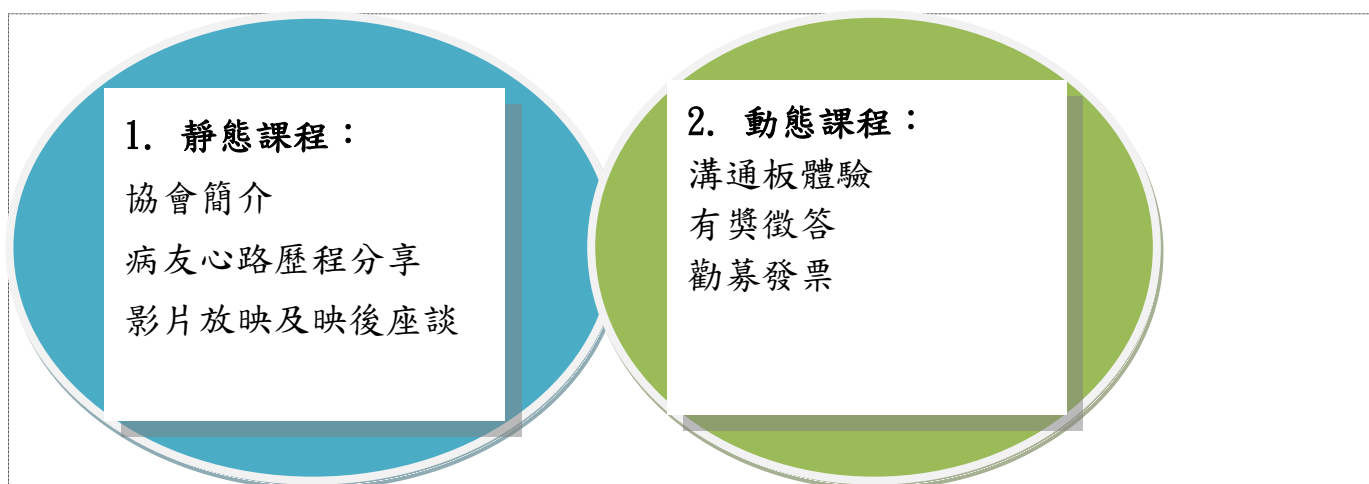 1. 靜態課程：
協會簡介
病友心路歷程分享
影片放映及映後座談
2. 動態課程：
溝通板體驗
有獎徵答
勸募發票